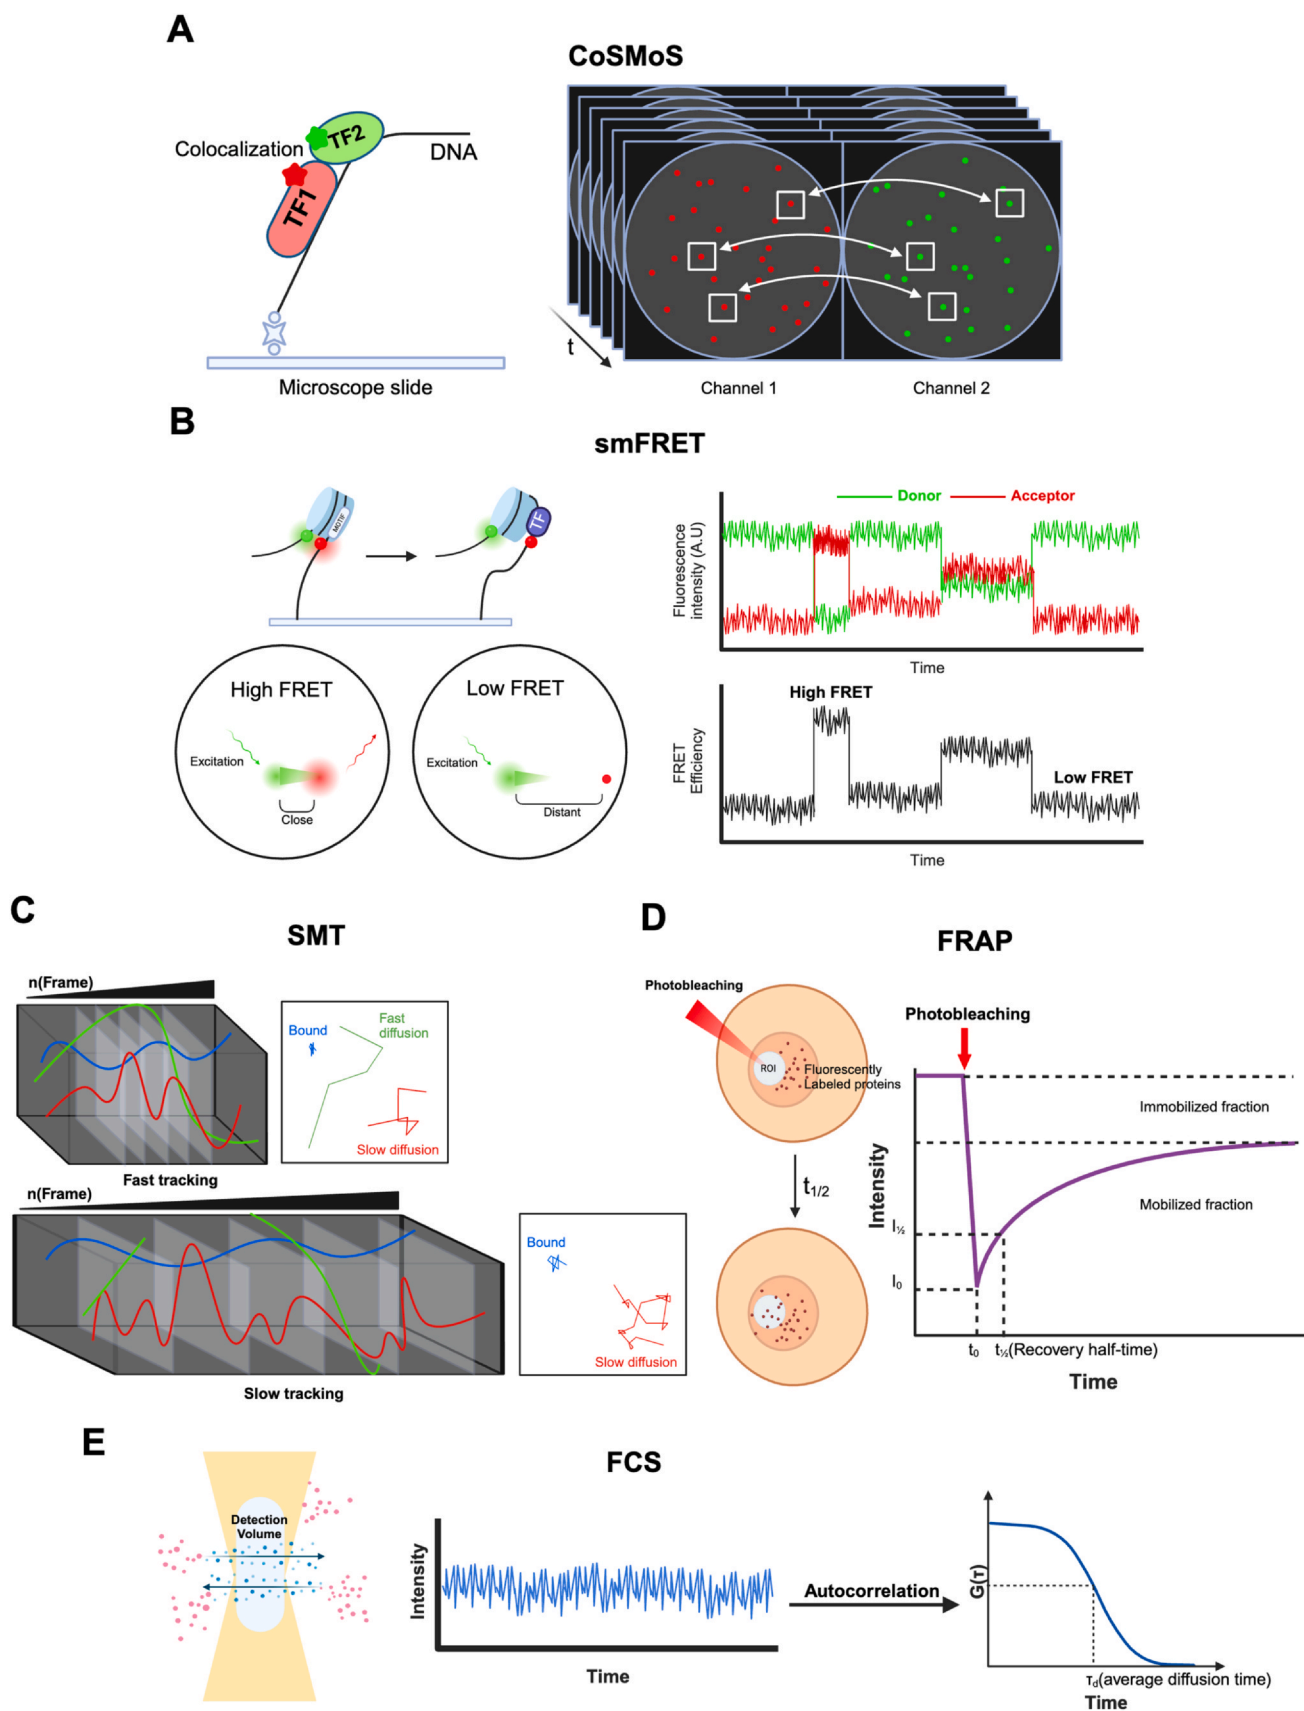 A
CoSMoS
TF2
Colocalization
DNA
TF1
t
Microscope slide
Channel 1
Channel 2
B
smFRET
MOTIF
TF
Donor
Acceptor
Fluorescence
intensity (A.U)
Time
High FRET
Low FRET
Excitation
Close
Excitation
Distant
High FRET
FRET
Efficiency
Low FRET
Time
C
SMT
n(Frame)
Bound
Fast
diffusion
Slow diffusion
Fast tracking
n(Frame)
Bound
Slow diffusion
Slow tracking
D
FRAP
Photobleaching
ROI
Fluorescently
Labeled proteins
t1/2
Photobleaching
Immobilized fraction
Intensity
Mobilized fraction
I½
I0
t0
t½(Recovery half-time)
Time
E
FCS
Detection
Volume
Intensity
Time
Autocorrelation
G(τ)
τd(average diffusion time)
Time